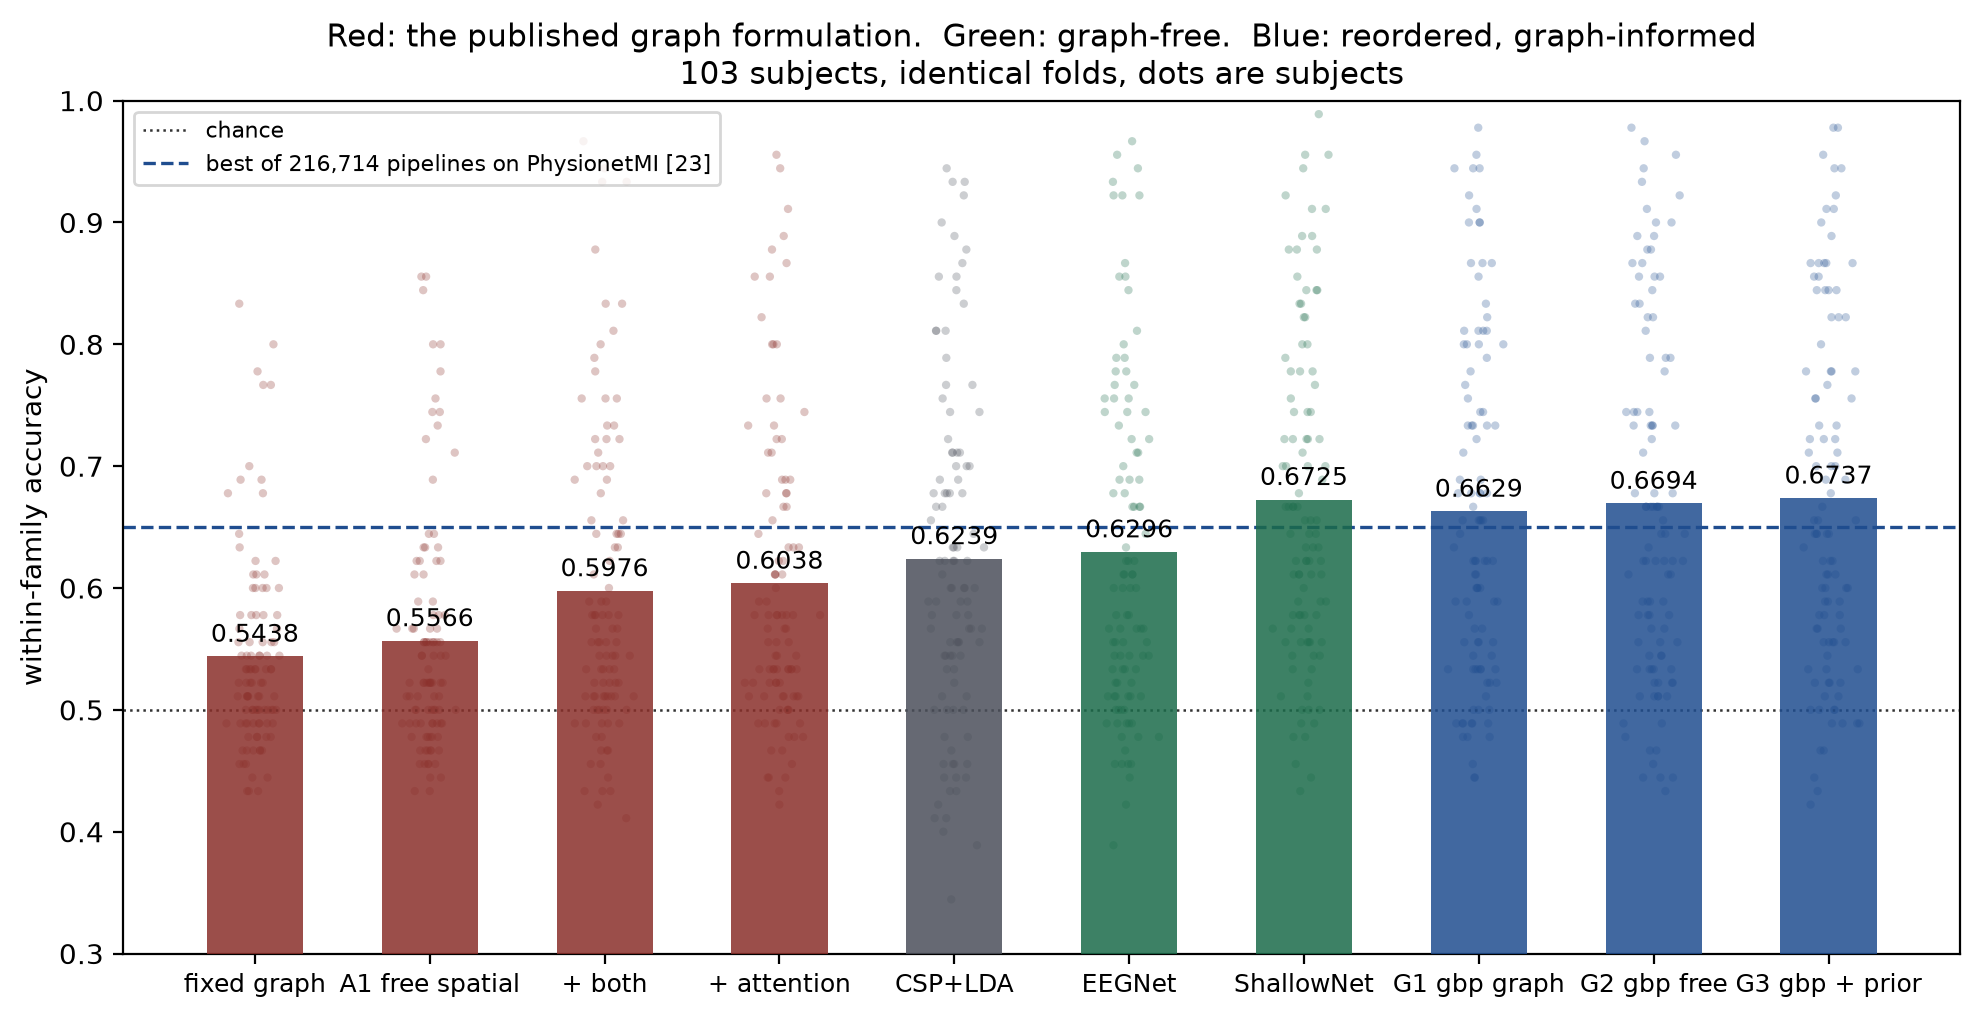 Red: the published graph formulation.  Green: graph-free.  Blue: reordered, graph-informed
103 subjects, identical folds, dots are subjects
chance
best of 216,714 pipelines on PhysionetMI [23]
within-family accuracy
1.0
0.9
0.8
0.7
0.6
0.5
0.4
0.3
0.5438
0.5566
0.5976
0.6038
0.6239
0.6296
0.6725
0.6629
0.6694
0.6737
fixed graph
A1 free spatial
+ both
+ attention
CSP+LDA
EEGNet
ShallowNet
G1 gbp graph
G2 gbp free
G3 gbp + prior